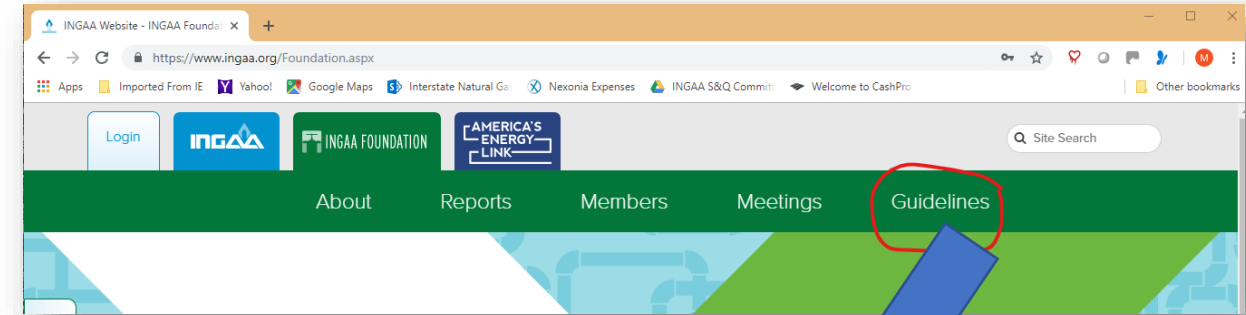 INGAA Website - INGAA Foundat
https://www.ingaa.org/Foundation.aspx
Apps Imported From IE Yahoo! Google Maps Interstate Natural Ga Nexonia Expenses INGAA S&Q Committ Welcome to CashPro Other bookmarks
M
Login INGAA INGAA FOUNDATION AMERICA'S ENERGY LINK Site Search
About Reports Members Meetings Guidelines